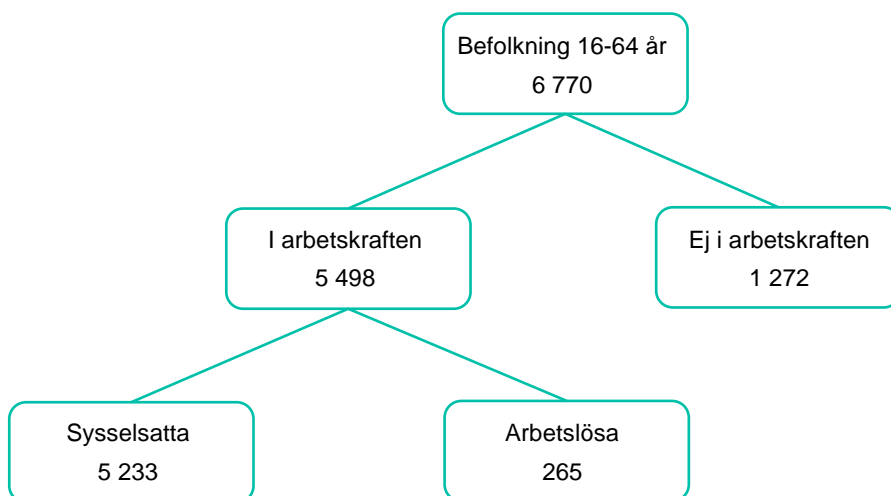 Befolkning 16-64 år
6 770
I arbetskraften
5 498
Ej i arbetskraften
1 272
Sysselsatta
5 233
Arbetslösa
265